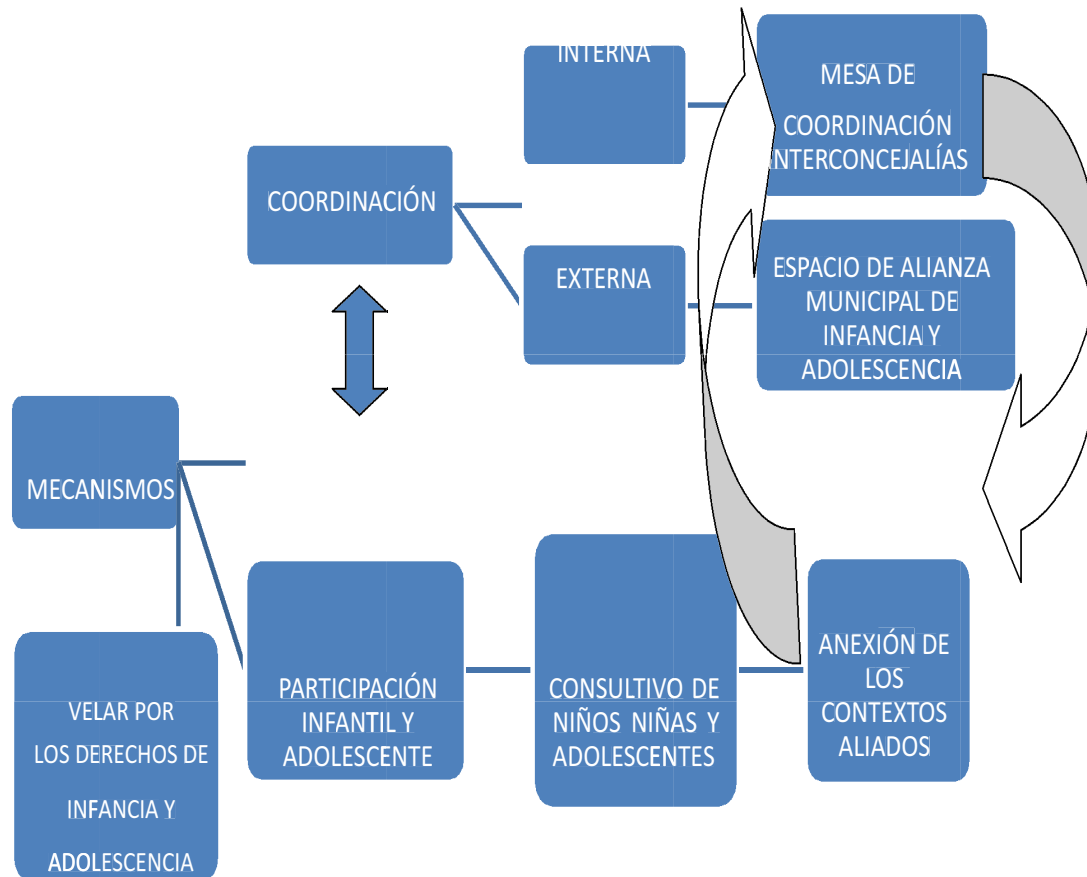 INTERNA
MESA DE
COORDINACIÓN
INTERCONCEJALÍAS
COORDINACIÓN
EXTERNA
ESPACIO DE ALIANZA
MUNICIPAL DE
INFANCIA Y
ADOLESCENCIA
MECANISMOS
VELAR POR
LOS DERECHOS DE
INFANCIA Y
ADOLESCENCIA
PARTICIPACIÓN
INFANTIL Y
ADOLESCENTE
CONSULTIVO DE
NIÑOS NIÑAS Y
ADOLESCENTES
ANEXIÓN DE
LOS
CONTEXTOS
ALIADOS